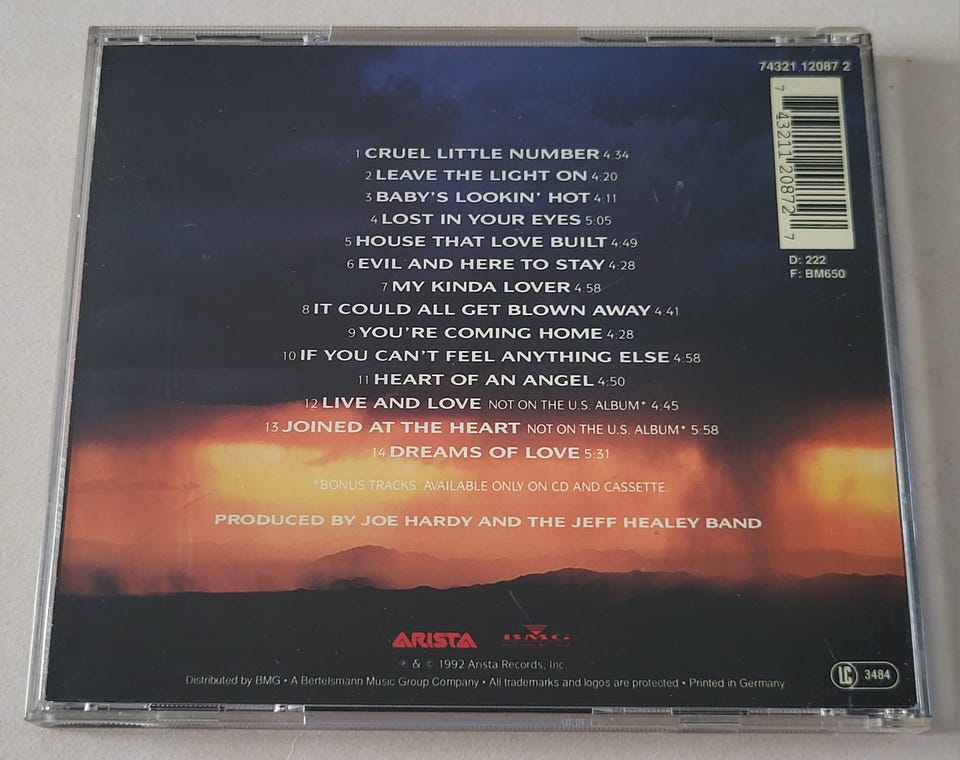 74321 12087 2
7 43211 20872 7
D: 222
F: BM650
1 CRUEL LITTLE NUMBER 4:34
2 LEAVE THE LIGHT ON 4:20
3 BABY'S LOOKIN' HOT 4:11
4 LOST IN YOUR EYES 5:05
5 HOUSE THAT LOVE BUILT 4:49
6 EVIL AND HERE TO STAY 4:28
7 MY KINDA LOVER 4:58
8 IT COULD ALL GET BLOWN AWAY 4:41
9 YOU'RE COMING HOME 4:28
10 IF YOU CAN'T FEEL ANYTHING ELSE 4:58
11 HEART OF AN ANGEL 4:50
12 LIVE AND LOVE NOT ON THE U.S. ALBUM* 4:45
13 JOINED AT THE HEART NOT ON THE U.S. ALBUM* 5:58
14 DREAMS OF LOVE 5:31
*BONUS TRACKS. AVAILABLE ONLY ON CD AND CASSETTE.
PRODUCED BY JOE HARDY AND THE JEFF HEALEY BAND
ARISTA BMG
℗ & © 1992 Arista Records, Inc.
Distributed by BMG • A Bertelsmann Music Group Company • All trademarks and logos are protected • Printed in Germany
LC 3484